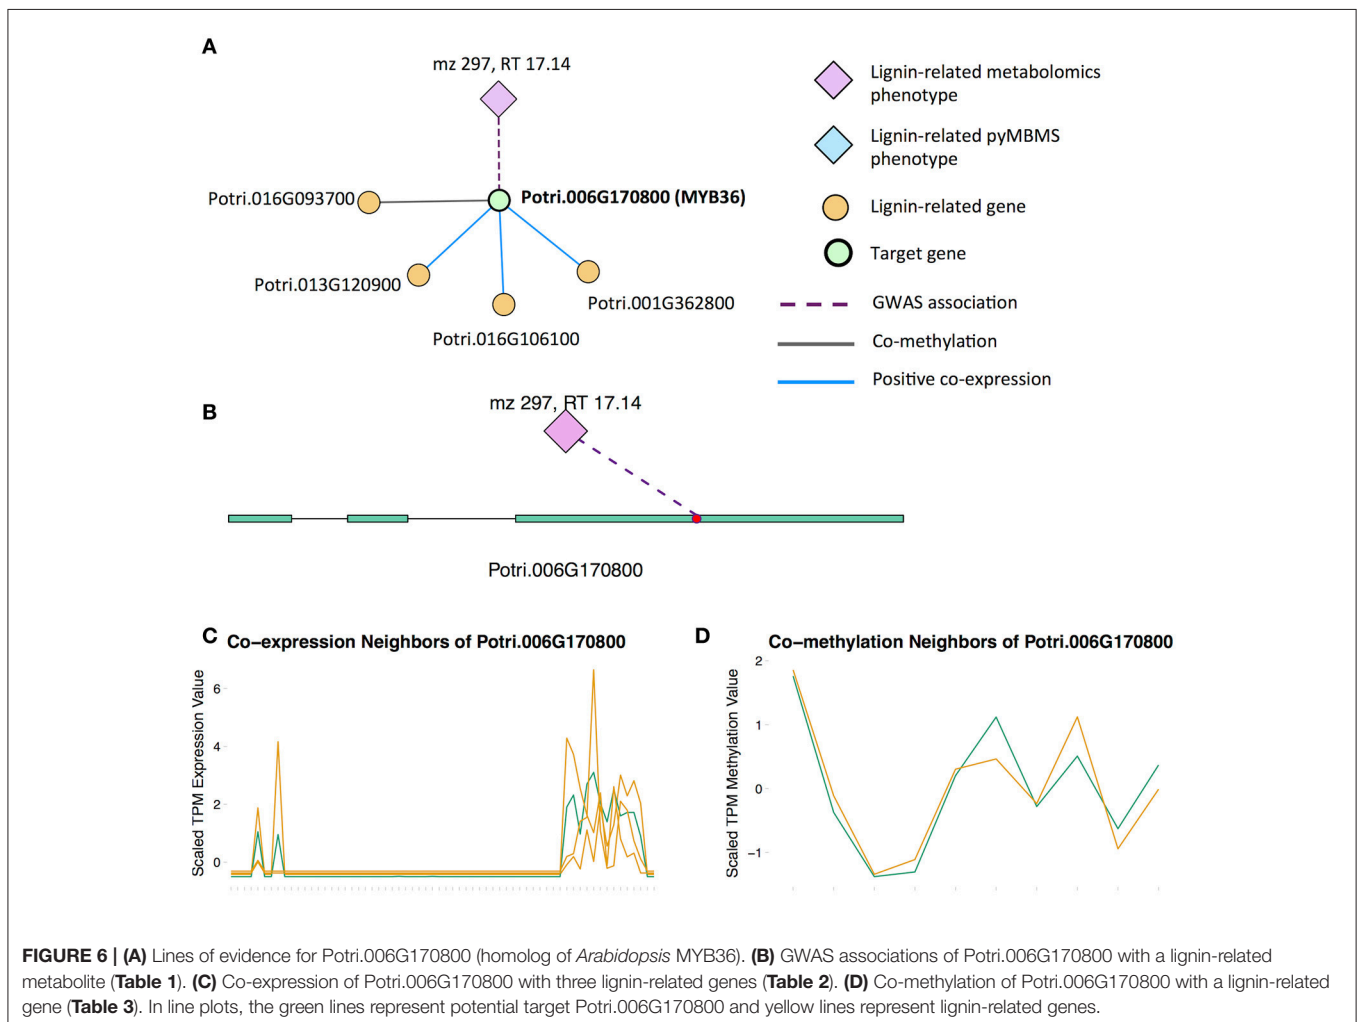 A
mz 297, RT 17.14
Potri.016G093700
Potri.006G170800 (MYB36)
Potri.013G120900
Potri.001G362800
Potri.016G106100
Lignin-related metabolomics
phenotype
Lignin-related pyMBMS
phenotype
Lignin-related gene
Target gene
GWAS association
Co-methylation
Positive co-expression
B
mz 297, RT 17.14
Potri.006G170800
C
Co−expression Neighbors of Potri.006G170800
Scaled TPM Expression Value
6
4
2
0
D
Co−methylation Neighbors of Potri.006G170800
Scaled TPM Methylation Value
2
1
0
−1
FIGURE 6 | (A) Lines of evidence for Potri.006G170800 (homolog of Arabidopsis MYB36). (B) GWAS associations of Potri.006G170800 with a lignin-related
metabolite (Table 1). (C) Co-expression of Potri.006G170800 with three lignin-related genes (Table 2). (D) Co-methylation of Potri.006G170800 with a lignin-related
gene (Table 3). In line plots, the green lines represent potential target Potri.006G170800 and yellow lines represent lignin-related genes.